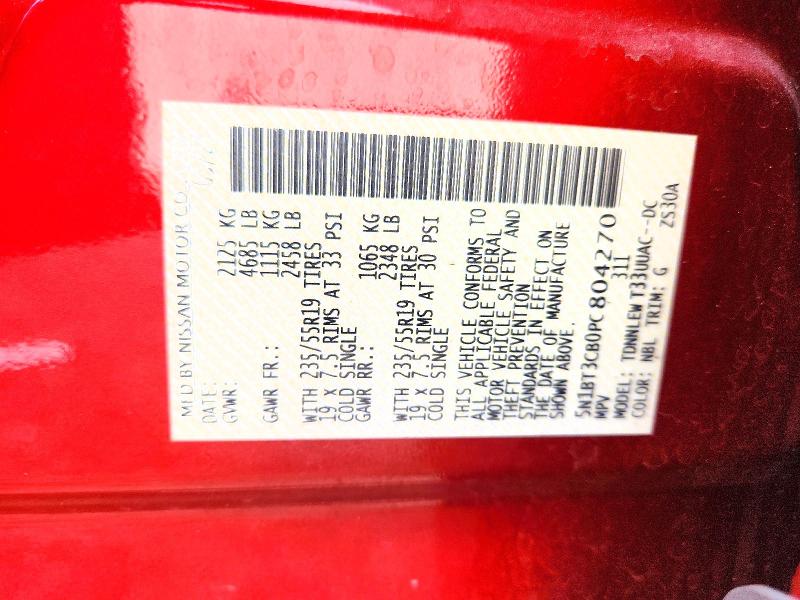 MFD BY NISSAN MOTOR CO.,
DATE:
GVWR: 2125 KG
4685 LB
GAWR FR.: 1115 KG
2458 LB
WITH 235/55R19 TIRES
19 X 7.5 RIMS AT 33 PSI
COLD SINGLE
GAWR RR.: 1065 KG
2348 LB
WITH 235/55R19 TIRES
19 X 7.5 RIMS AT 30 PSI
COLD SINGLE
THIS VEHICLE CONFORMS TO
ALL APPLICABLE FEDERAL
MOTOR VEHICLE SAFETY AND
THEFT PREVENTION
STANDARDS IN EFFECT ON
THE DATE OF MANUFACTURE
SHOWN ABOVE.
5N1BT3CB0PC804270
MPV 311
MODEL: TDNNLEWT33UUAC--DC
COLOR: NBL TRIM: G ZS30A